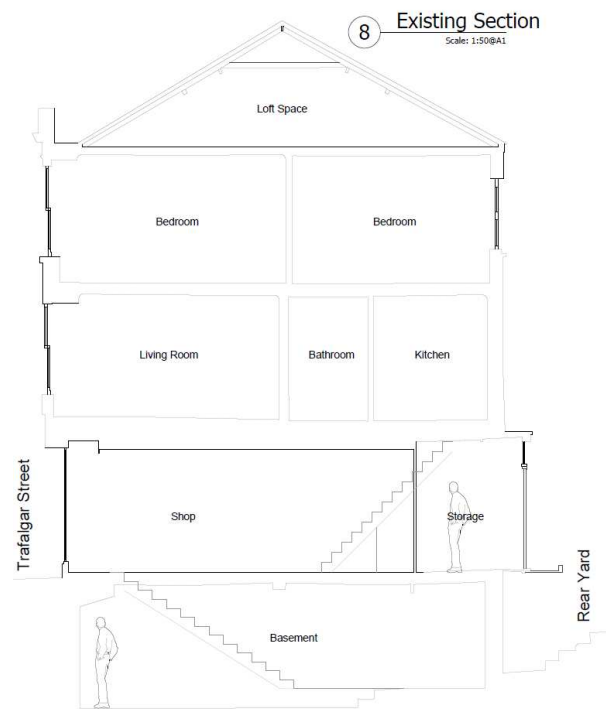 8 Existing Section
Scale: 1:50@A1
Loft Space
Bedroom Bedroom
Living Room Bathroom Kitchen
Trafalgar Street
Shop Storage
Rear Yard
Basement